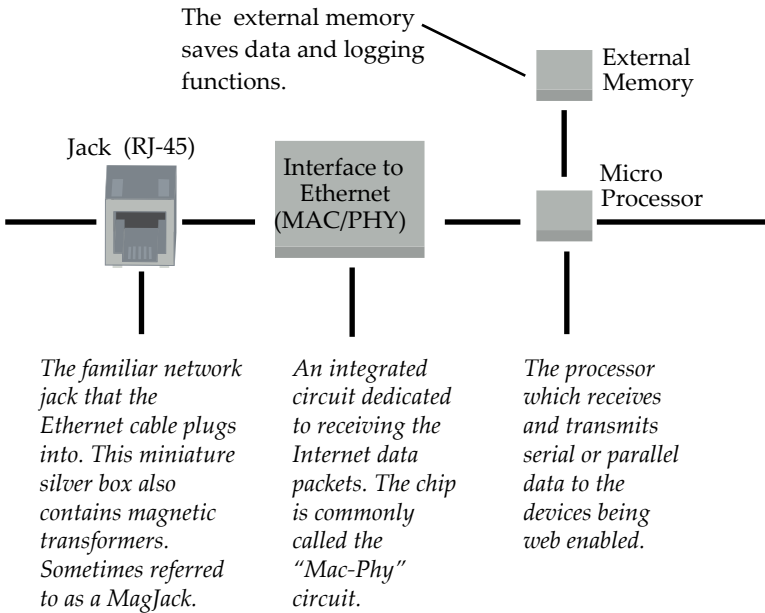 The external memory
saves data and logging
functions.
External
Memory
Jack (RJ-45)
Interface to
Ethernet
(MAC/PHY)
Micro
Processor
The familiar network
jack that the
Ethernet cable plugs
into. This miniature
silver box also
contains magnetic
transformers.
Sometimes referred
to as a MagJack.
An integrated
circuit dedicated
to receiving the
Internet data
packets. The chip
is commonly
called the
“Mac-Phy”
circuit.
The processor
which receives
and transmits
serial or parallel
data to the
devices being
web enabled.